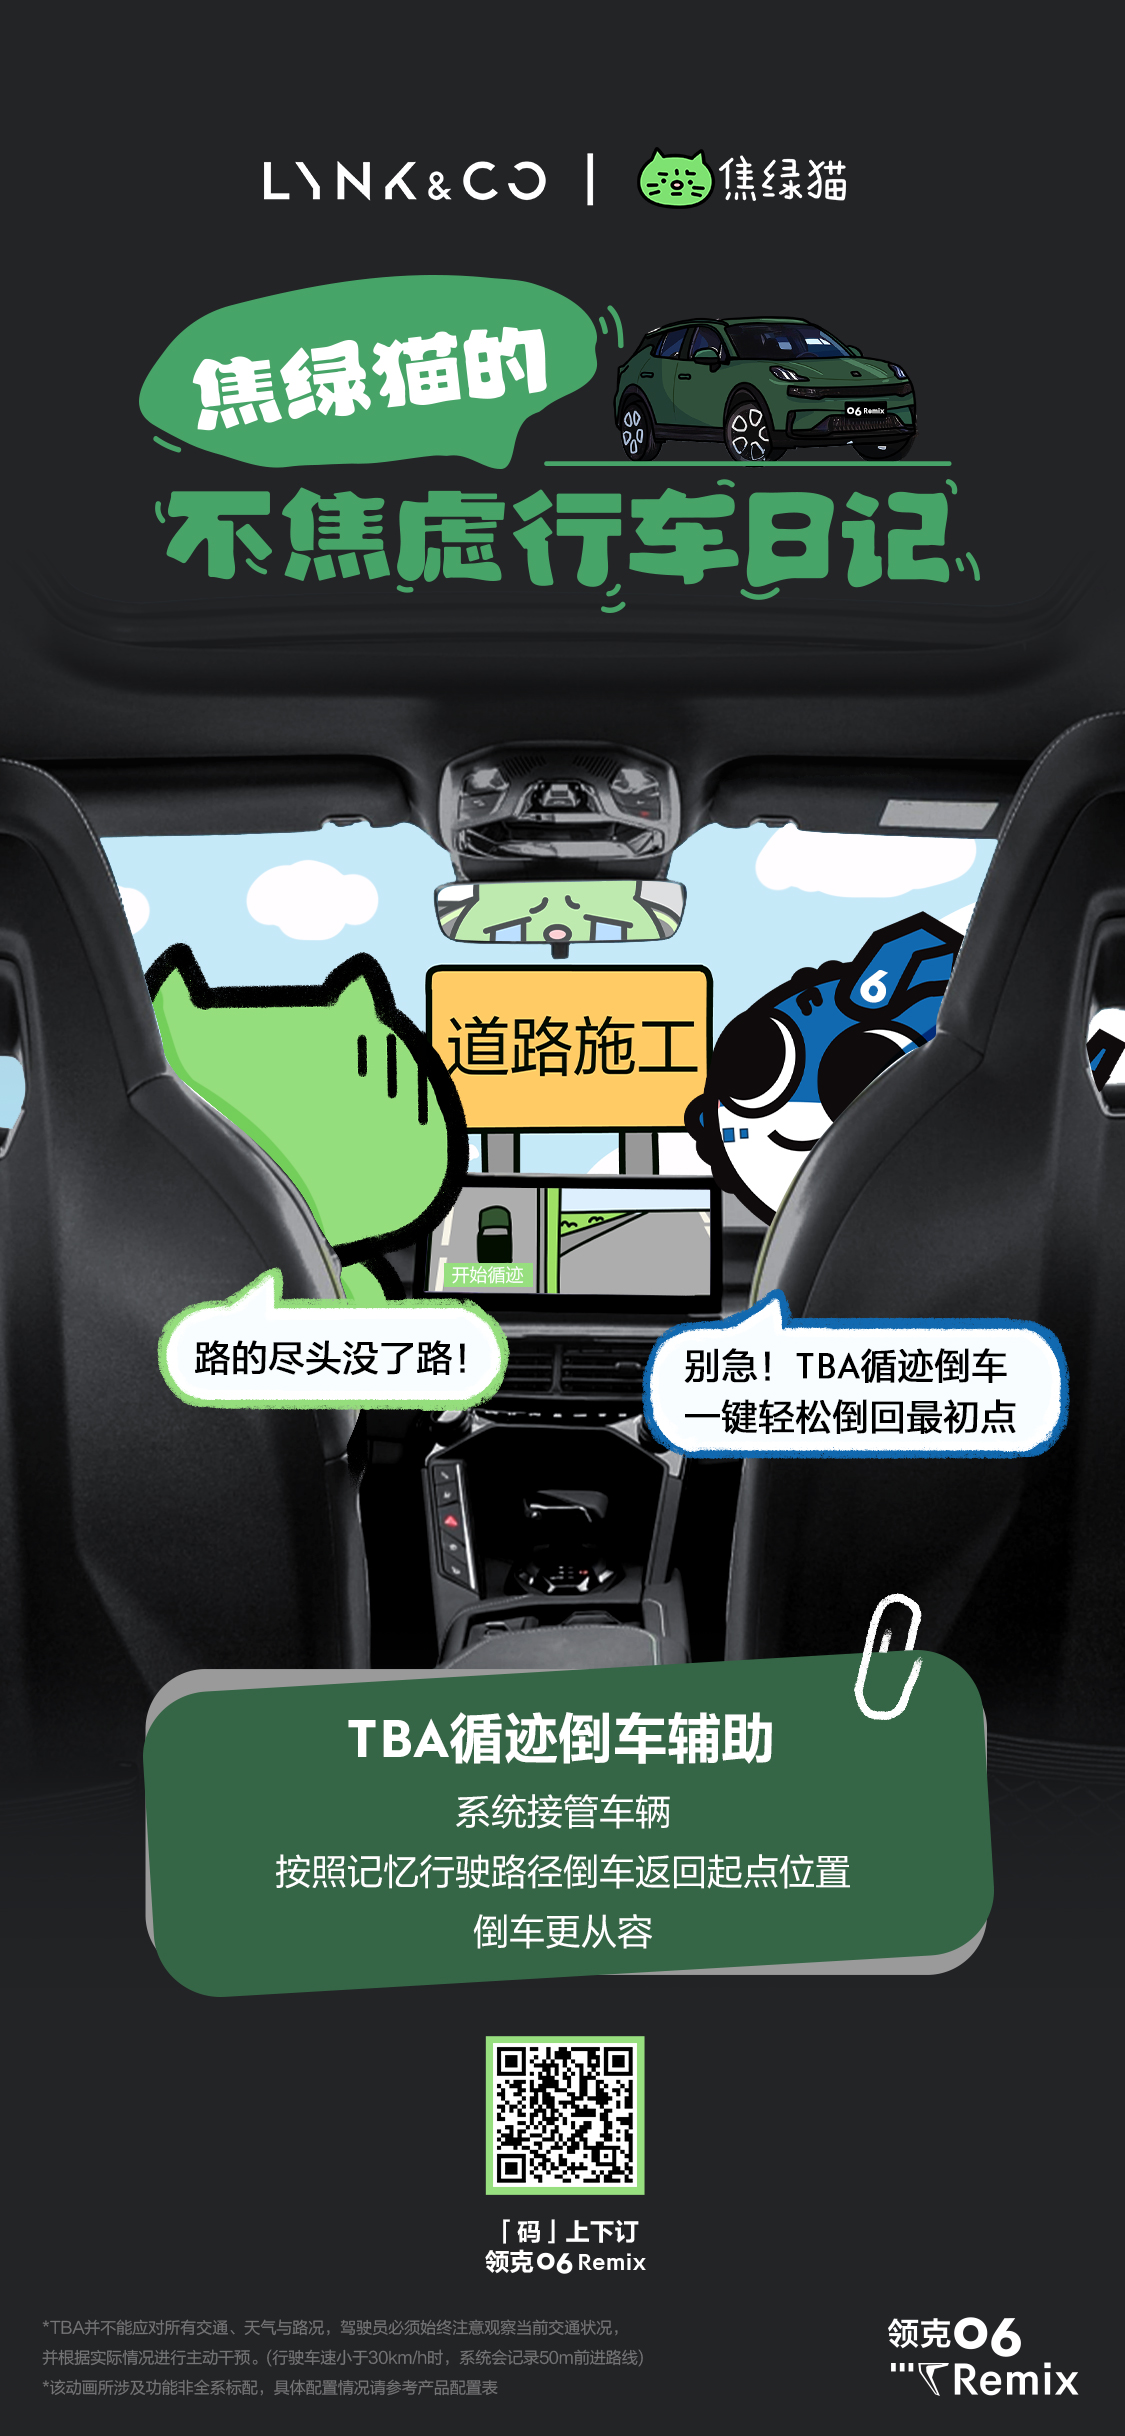 LYNK&CO | 焦绿猫
焦绿猫的
06 Remix
不焦虑行车日记
6
道路施工
开始循迹
路的尽头没了路！
别急！TBA循迹倒车
一键轻松倒回最初点
TBA循迹倒车辅助
系统接管车辆
按照记忆行驶路径倒车返回起点位置
倒车更从容
「码」上下订
领克06 Remix
*TBA并不能应对所有交通、天气与路况，驾驶员必须始终注意观察当前交通状况，
并根据实际情况进行主动干预。(行驶车速小于30km/h时，系统会记录50m前进路线)
*该动画所涉及功能非全系标配，具体配置情况请参考产品配置表
领克06
Remix